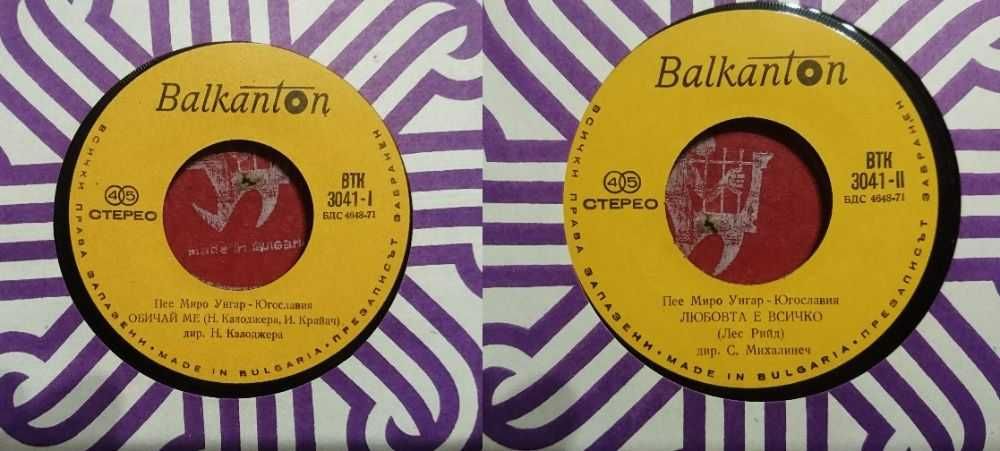 Balkanton
ВТК
3041-I
БДС 4648-71
45
СТЕРЕО
made in BULGAR
Пее Миро Унгар - Югославия
ОБИЧАЙ МЕ (Н. Калоджера, И. Крайач)
дир. Н. Калоджера
ВСИЧКИ ПРАВА ЗАПАЗЕНИ • MADE IN BULGARIA • ПРЕЗАПИСЪТ ЗАБРАНЕН
Balkanton
ВТК
3041-II
БДС 4648-71
45
СТЕРЕО
Пее Миро Унгар - Югославия
ЛЮБОВТА Е ВСИЧКО
(Лес Рийд)
дир. С. Михалинеч
ВСИЧКИ ПРАВА ЗАПАЗЕНИ • MADE IN BULGARIA • ПРЕЗАПИСЪТ ЗАБРАНЕН